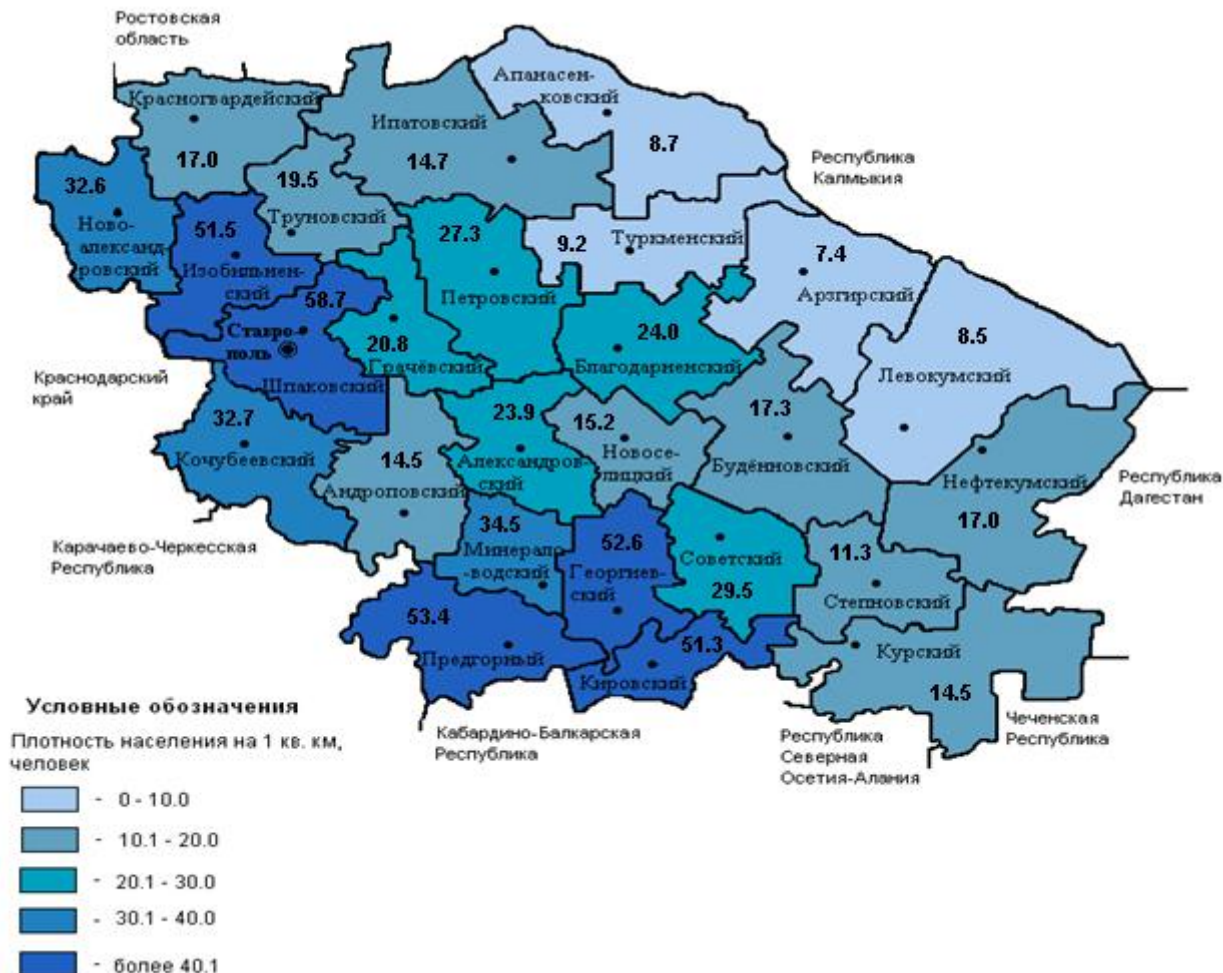 Ростовская
область
Апанасен-
ковский
Красногвардейский
Ипатовский
8.7
17.0
14.7
Республика
Калмыкия
32.6
19.5
Ново-
александ-
ровский
Труновский
51.5
27.3
9.2
Туркменский
7.4
Изобильнен-
ский
Петровский
Арзгирский
58.7
24.0
8.5
Ставро-
поль
20.8
Грачёвский
Благодарненский
Левокумский
Краснодарский
край
Шпаковский
32.7
23.9
15.2
17.3
Кочубеевский
14.5
Александров-
ский
Новосе-
лицкий
Будённовский
Андроповский
Нефтекумский
Республика
Дагестан
17.0
34.5
52.6
Советский
11.3
Карачаево-Черкесская
Республика
Минерало
-водский
Георгиев-
ский
29.5
Степновский
53.4
51.3
Предгорный
Кировский
Курский
14.5
Условные обозначения
Плотность населения на 1 кв. км,
человек
Кабардино-Балкарская
Республика
Республика
Северная
Осетия-Алания
Чеченская
Республика
- 0 - 10.0
- 10.1 - 20.0
- 20.1 - 30.0
- 30.1 - 40.0
- более 40.1